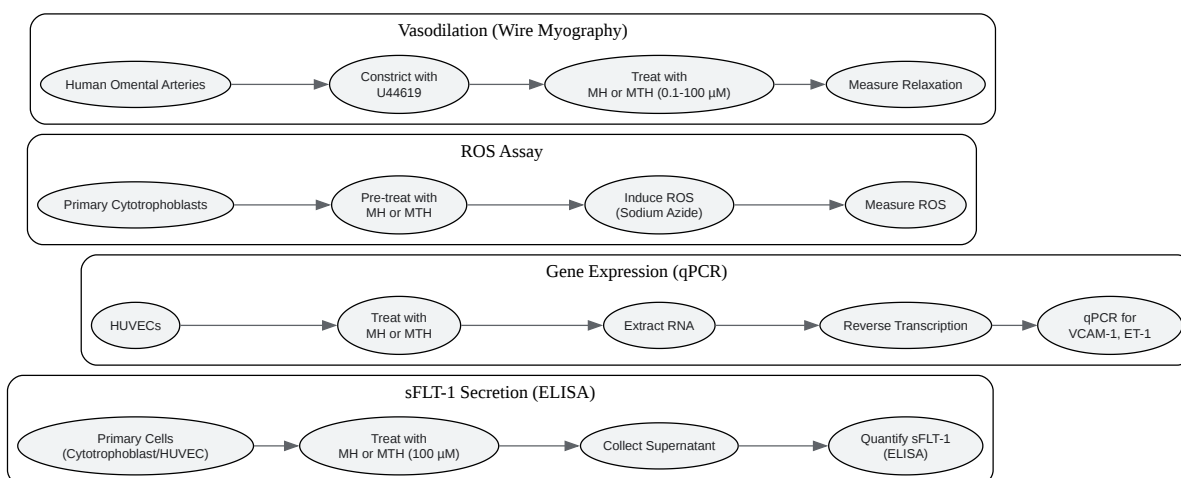 Vasodilation (Wire Myography)
Human Omental Arteries
Constrict with
U44619
Treat with
MH or MTH (0.1-100 µM)
Measure Relaxation
ROS Assay
Primary Cytotrophoblasts
Pre-treat with
MH or MTH
Induce ROS
(Sodium Azide)
Measure ROS
Gene Expression (qPCR)
HUVECs
Treat with
MH or MTH
Extract RNA
Reverse Transcription
qPCR for
VCAM-1, ET-1
sFLT-1 Secretion (ELISA)
Primary Cells
(Cytotrophoblast/HUVEC)
Treat with
MH or MTH (100 µM)
Collect Supernatant
Quantify sFLT-1
(ELISA)